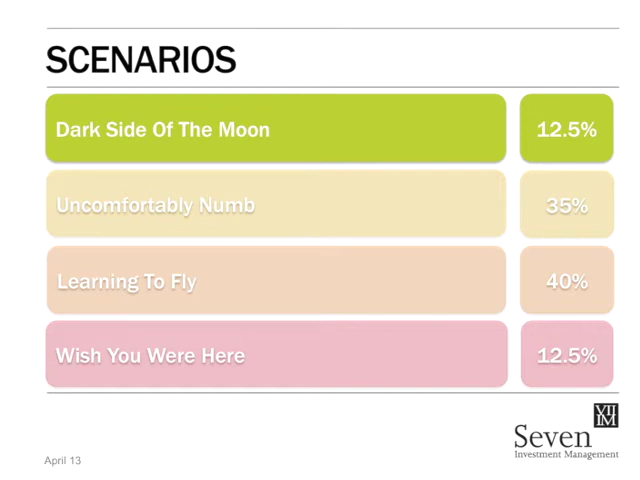 SCENARIOS
Dark Side Of The Moon 12.5%
Uncomfortably Numb 35%
Learning To Fly 40%
Wish You Were Here 12.5%
VII
IM
Seven
Investment Management
April 13